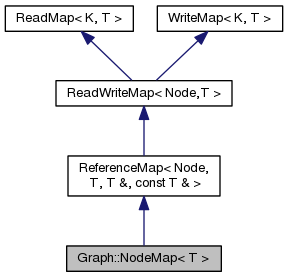 ReadMap< K, T >
WriteMap< K, T >
ReadWriteMap< Node,T >
ReferenceMap< Node,
T, T &, const T & >
Graph::NodeMap< T >